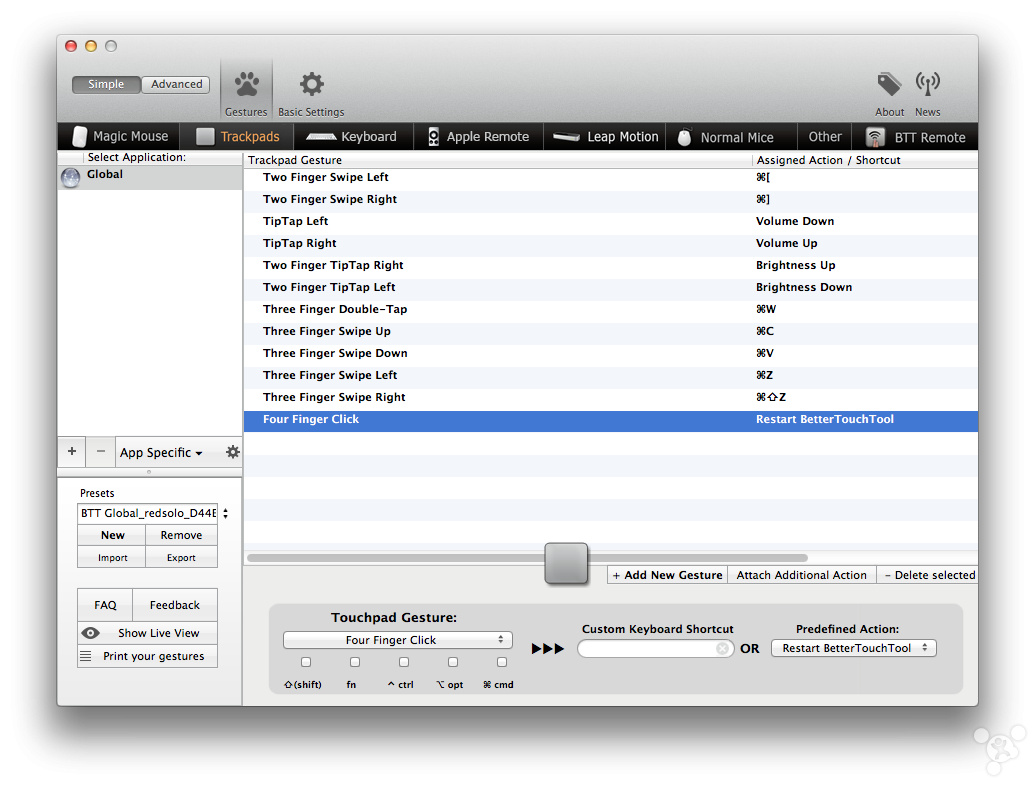 Simple Advanced
Gestures Basic Settings About News
Magic Mouse Trackpads Keyboard Apple Remote Leap Motion Normal Mice Other BTT Remote
Select Application:
Global
Trackpad Gesture Assigned Action / Shortcut
Two Finger Swipe Left ⌘[
Two Finger Swipe Right ⌘]
TipTap Left Volume Down
TipTap Right Volume Up
Two Finger TipTap Right Brightness Up
Two Finger TipTap Left Brightness Down
Three Finger Double-Tap ⌘W
Three Finger Swipe Up ⌘C
Three Finger Swipe Down ⌘V
Three Finger Swipe Left ⌘Z
Three Finger Swipe Right ⌘⇧Z
Four Finger Click Restart BetterTouchTool
+ − App Specific
Presets
BTT Global_redsolo_D44E
New Remove
Import Export
FAQ Feedback
Show Live View
Print your gestures
+ Add New Gesture Attach Additional Action − Delete selected
Touchpad Gesture:
Four Finger Click
⇧(shift) fn ^ ctrl ⌥ opt ⌘ cmd
Custom Keyboard Shortcut
OR
Predefined Action:
Restart BetterTouchTool